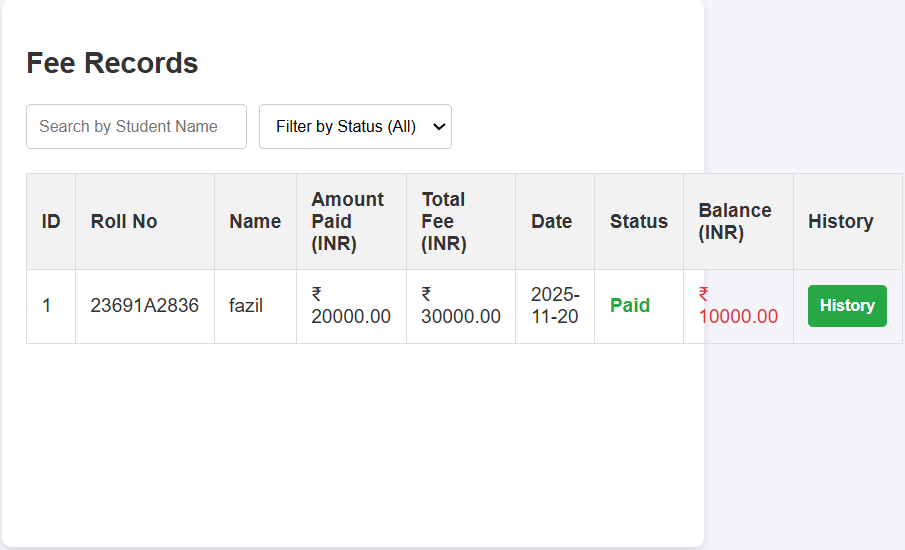 Fee Records
Search by Student Name
Filter by Status (All)
ID Roll No Name Amount Paid (INR) Total Fee (INR) Date Status Balance (INR) History
1 23691A2836 fazil ₹ 20000.00 ₹ 30000.00 2025-11-20 Paid ₹ 10000.00 History